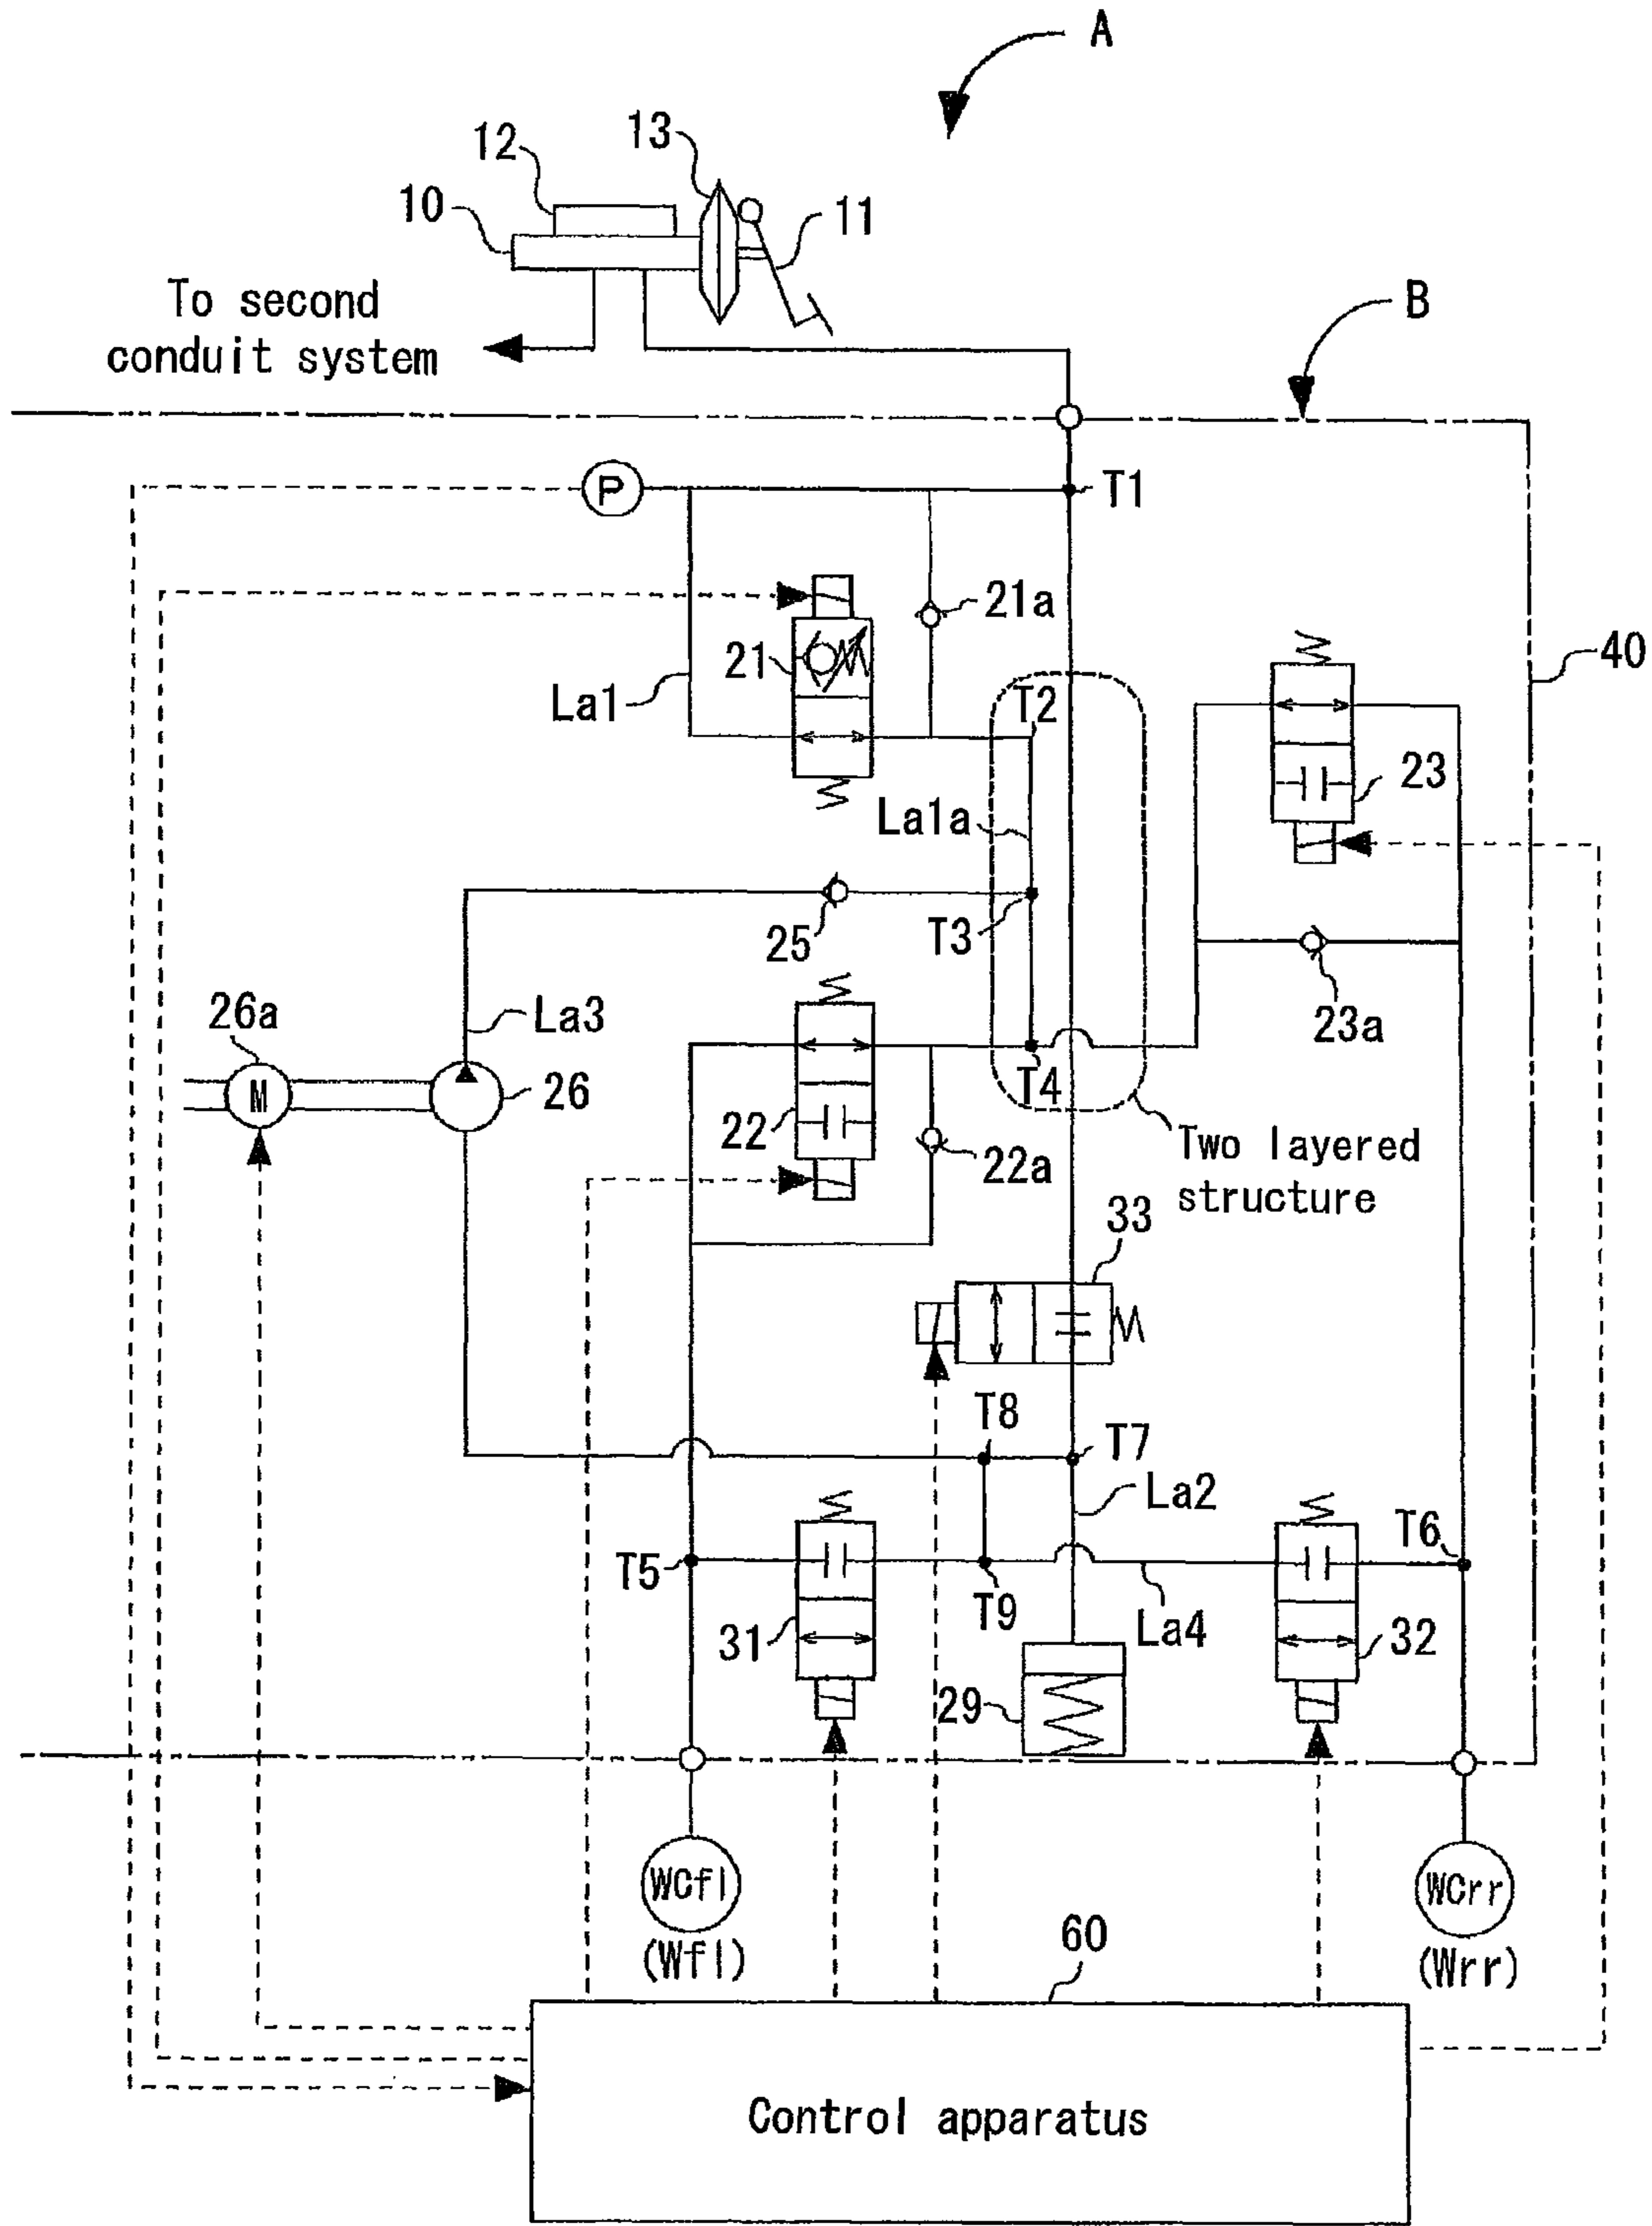 A
13
12
10
11
To second
conduit system
B
P
T1
21a
21
40
La1
T2
23
La1a
25
T3
26a
La3
23a
M
26
T4
22
22a
Two layered
structure
33
T8
T7
La2
T6
T5
T9
La4
31
32
29
WCfl
WCrr
(Wfl)
60
(Wrr)
Control apparatus